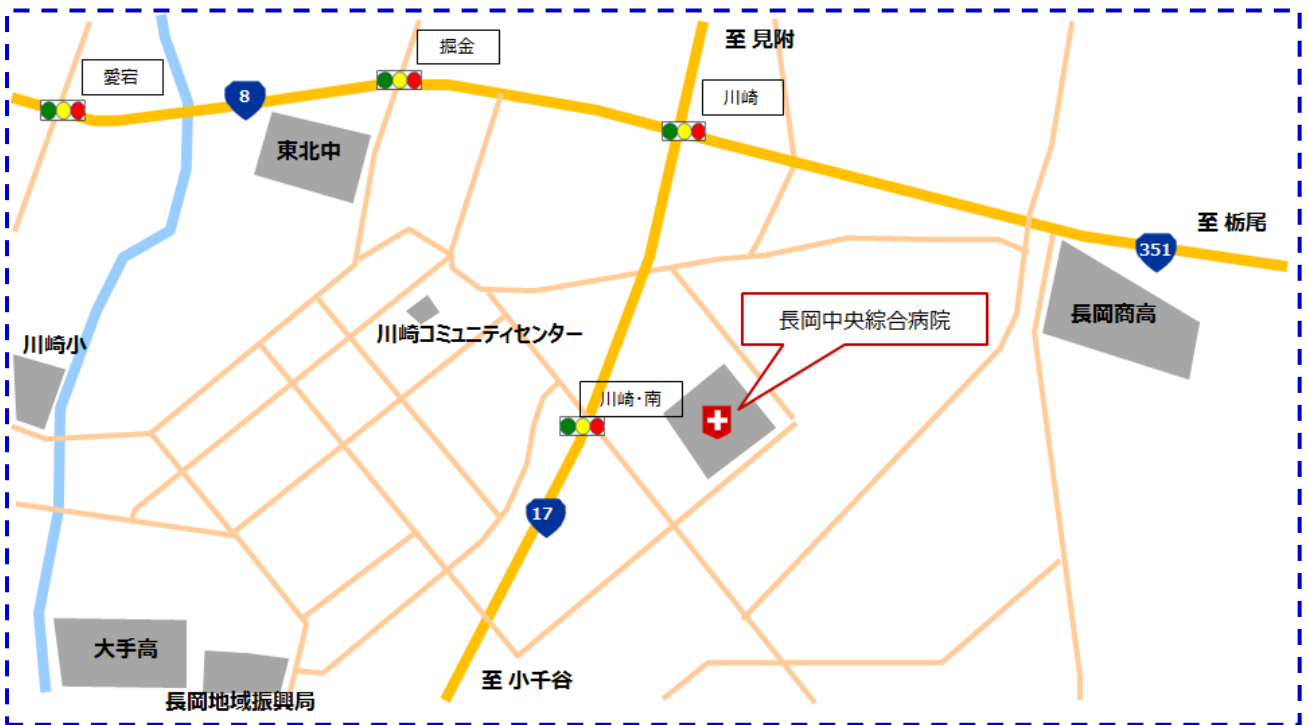 至 見附
掘金
愛宕
川崎
8
東北中
至 栃尾
351
長岡商高
長岡中央綜合病院
川崎コミュニティセンター
川崎小
川崎・南
17
大手高
至 小千谷
長岡地域振興局